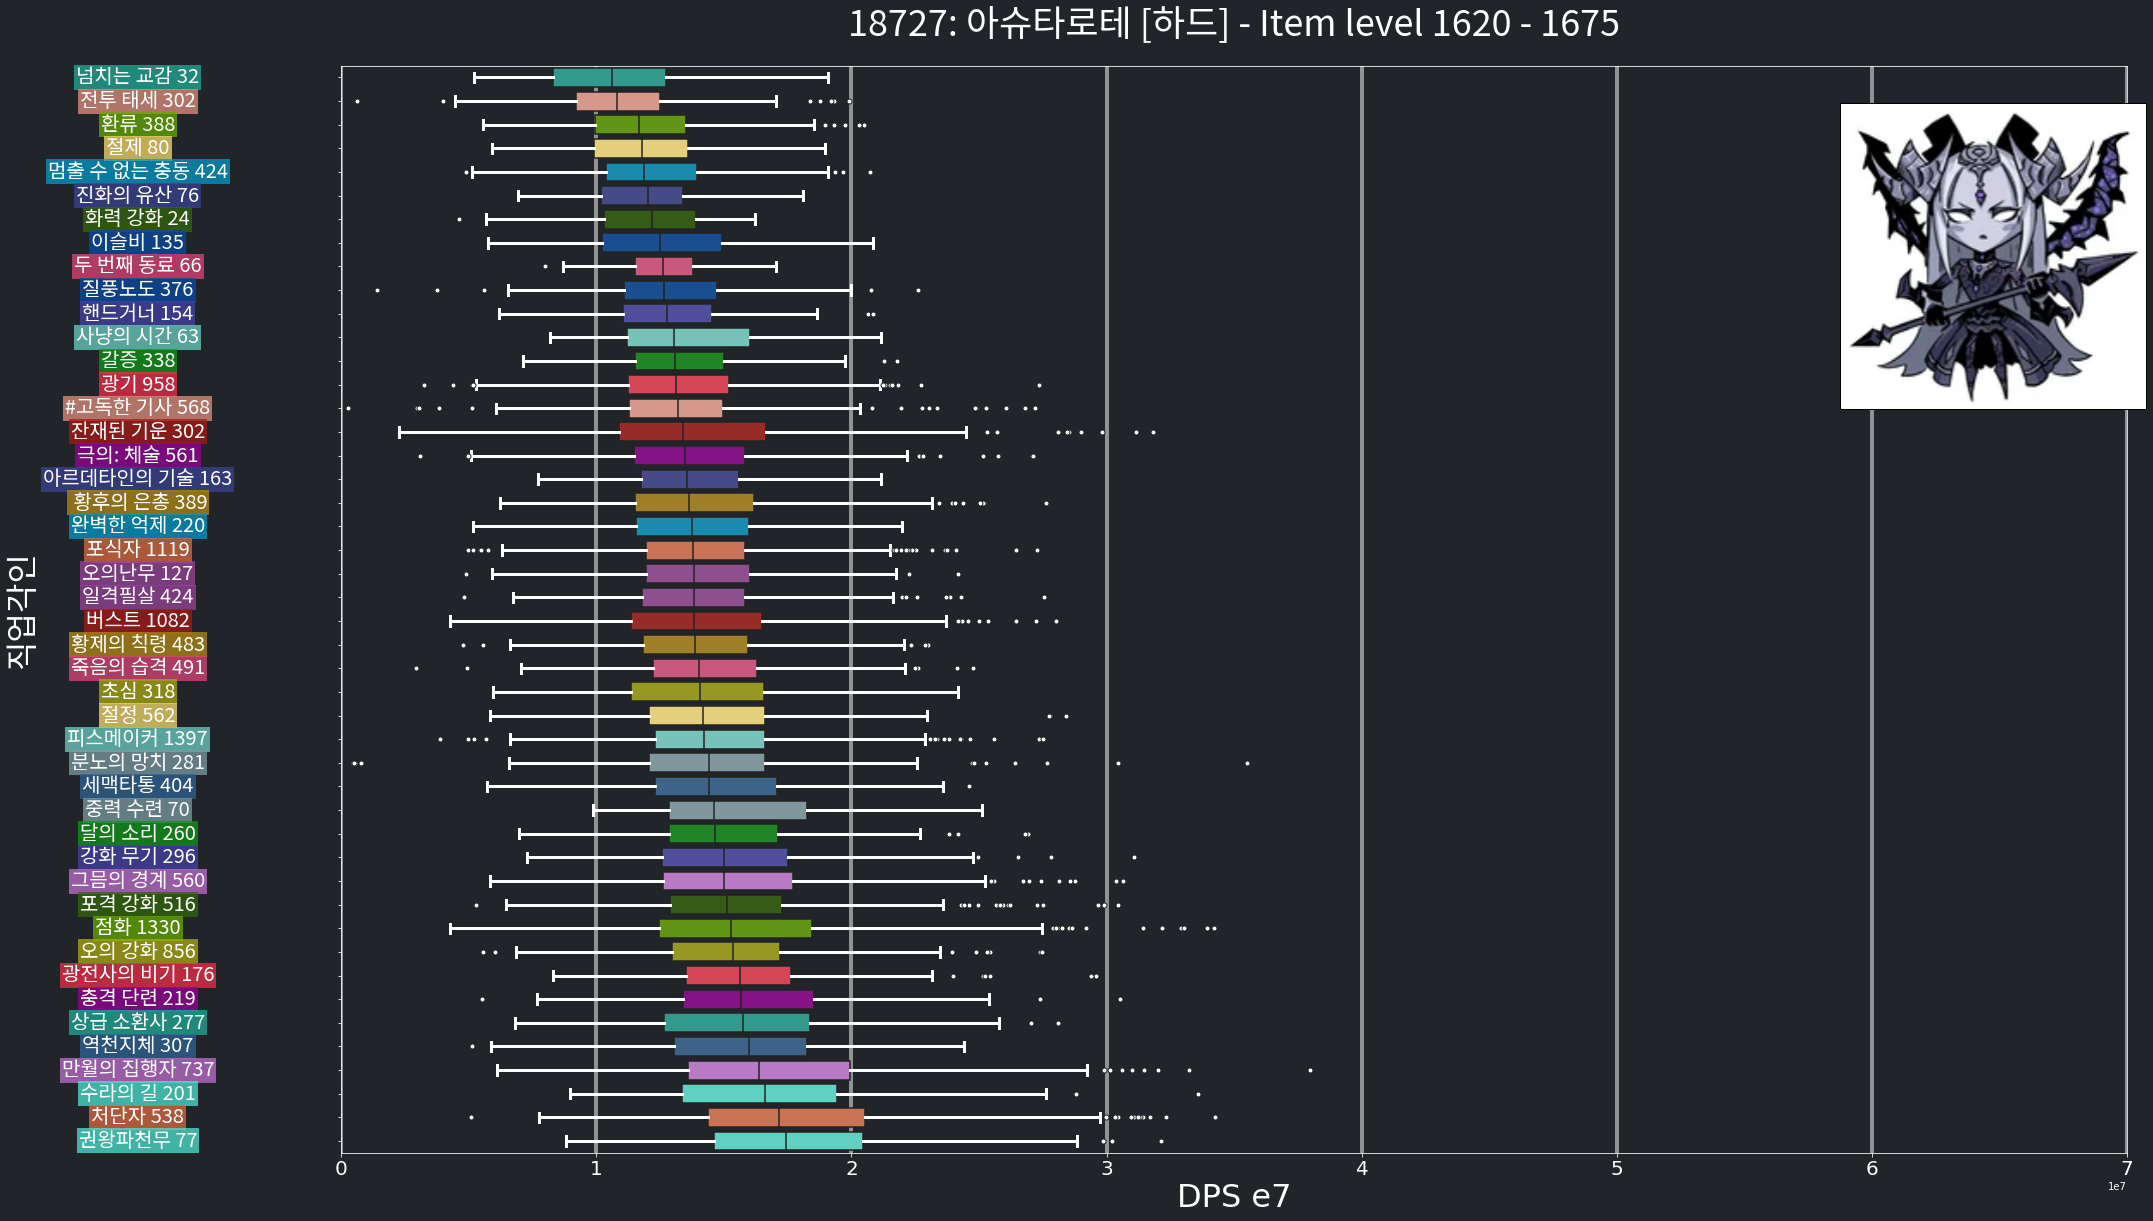 18727: 아슈타로테 [하드] - Item level 1620 - 1675
넘치는 교감 32
전투 태세 302
환류 388
절제 80
멈출 수 없는 충동 424
진화의 유산 76
화력 강화 24
이슬비 135
두 번째 동료 66
질풍노도 376
핸드거너 154
사냥의 시간 63
갈증 338
광기 958
#고독한 기사 568
잔재된 기운 302
극의: 체술 561
아르데타인의 기술 163
황후의 은총 389
완벽한 억제 220
포식자 1119
오의난무 127
일격필살 424
버스트 1082
황제의 칙령 483
죽음의 습격 491
초심 318
절정 562
피스메이커 1397
분노의 망치 281
세맥타통 404
중력 수련 70
달의 소리 260
강화 무기 296
그믐의 경계 560
포격 강화 516
점화 1330
오의 강화 856
광전사의 비기 176
충격 단련 219
상급 소환사 277
역천지체 307
만월의 집행자 737
수라의 길 201
처단자 538
권왕파천무 77
직업각인
0 1 2 3 4 5 6 7
DPS e7
1e7